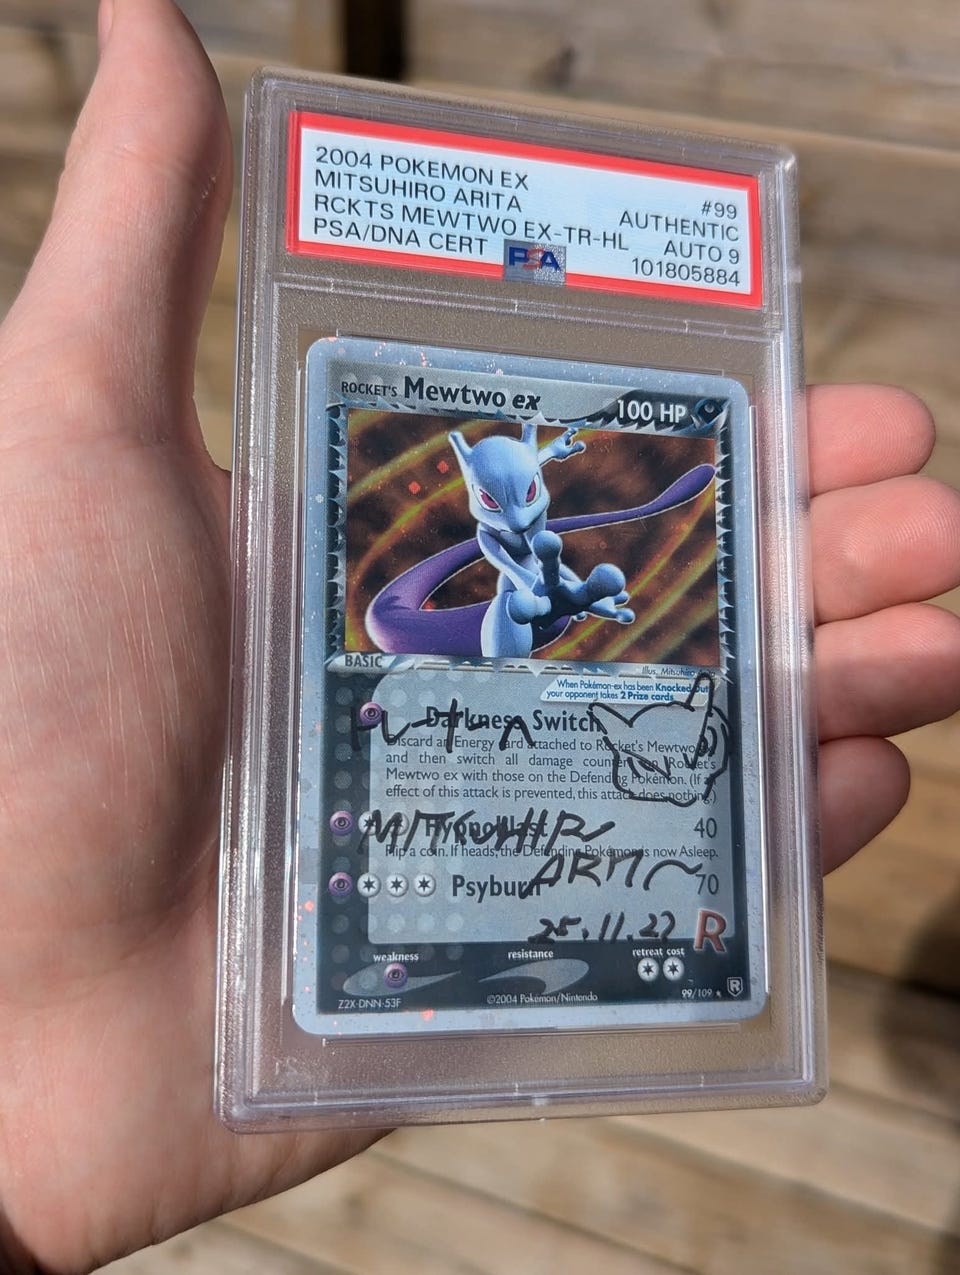 2004 POKEMON EX #99
MITSUHIRO ARITA AUTHENTIC
RCKTS MEWTWO EX-TR-HL AUTO 9
PSA/DNA CERT PSA 101805884
ROCKET'S Mewtwo ex 100 HP
BASIC
Illus. Mitsuhiro
When Pokémon-ex has been Knocked Out
your opponent takes 2 Prize cards
Darkness Switch
Discard an Energy card attached to Rocket's Mewtwo
and then switch all damage counters on Rocket's
Mewtwo ex with those on the Defending Pokémon. (If
effect of this attack is prevented, this attack does nothing.)
Hypnoblast 40
MITSUHIR
Flip a coin. If heads, the Defending Pokémon is now Asleep.
Psyburn 70
25.11.22
R
weakness resistance retreat cost
Z2X-DNN-53F ©2004 Pokémon/Nintendo 99/109 ★ R